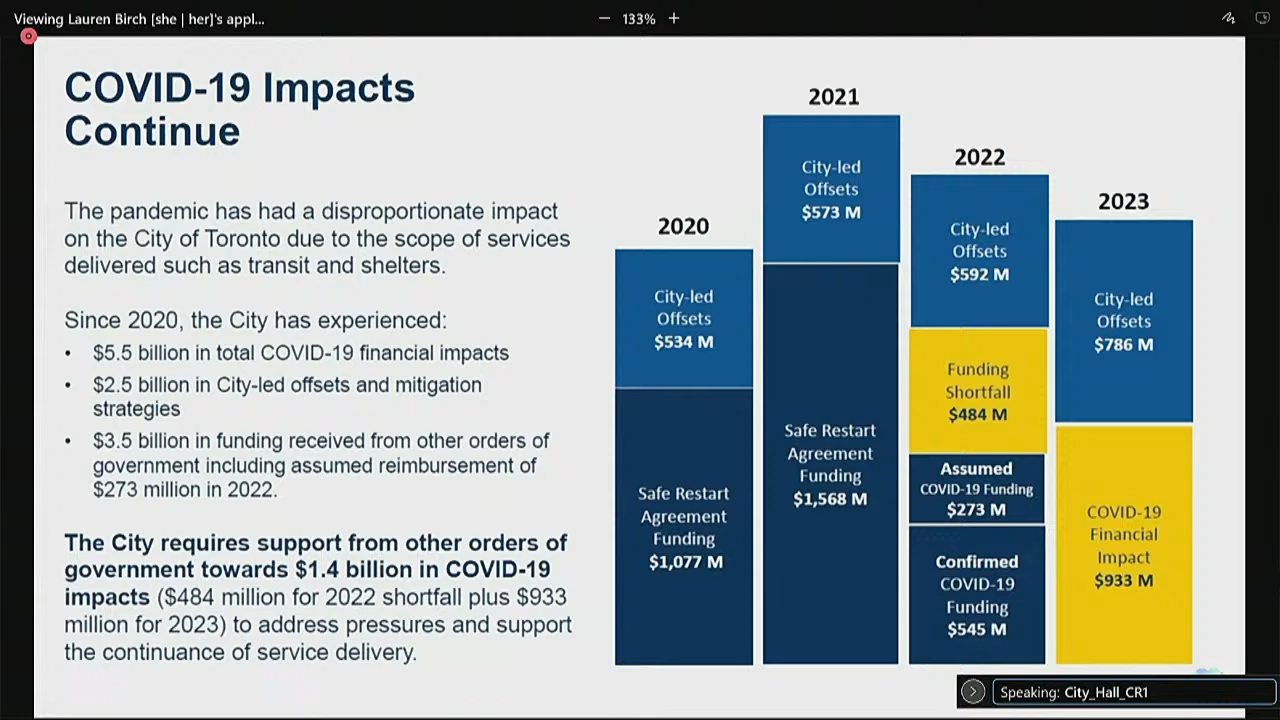 Viewing Lauren Birch [she | her]'s appl...
133%
COVID-19 Impacts
Continue
The pandemic has had a disproportionate impact
on the City of Toronto due to the scope of services
delivered such as transit and shelters.
Since 2020, the City has experienced:
• $5.5 billion in total COVID-19 financial impacts
• $2.5 billion in City-led offsets and mitigation
strategies
• $3.5 billion in funding received from other orders of
government including assumed reimbursement of
$273 million in 2022.
The City requires support from other orders of
government towards $1.4 billion in COVID-19
impacts ($484 million for 2022 shortfall plus $933
million for 2023) to address pressures and support
the continuance of service delivery.
2020
City-led
Offsets
$534 M
Safe Restart
Agreement
Funding
$1,077 M
2021
City-led
Offsets
$573 M
Safe Restart
Agreement
Funding
$1,568 M
2022
City-led
Offsets
$592 M
Funding
Shortfall
$484 M
Assumed
COVID-19 Funding
$273 M
Confirmed
COVID-19
Funding
$545 M
2023
City-led
Offsets
$786 M
COVID-19
Financial
Impact
$933 M
Speaking: City_Hall_CR1